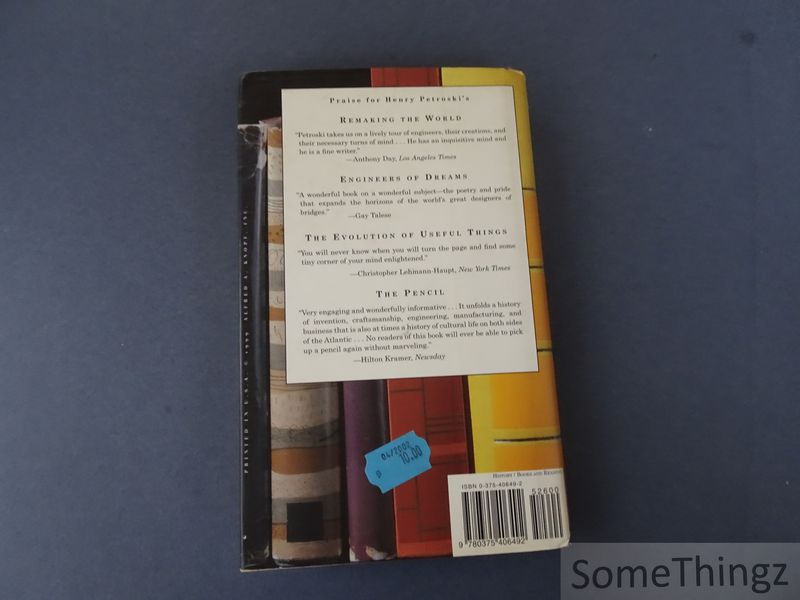 Praise for Henry Petroski's
REMAKING THE WORLD
"Petroski takes us on a lively tour of engineers, their creations, and
their necessary turns of mind . . . He has an inquisitive mind and
he is a fine writer."
—Anthony Day, Los Angeles Times
ENGINEERS OF DREAMS
"A wonderful book on a wonderful subject—the poetry and pride
that expands the horizons of the world's great designers of
bridges."
—Gay Talese
THE EVOLUTION OF USEFUL THINGS
"You will never know when you will turn the page and find some
tiny corner of your mind enlightened."
—Christopher Lehmann-Haupt, New York Times
THE PENCIL
"Very engaging and wonderfully informative . . . It unfolds a history
of invention, craftsmanship, engineering, manufacturing, and
business that is also at times a history of cultural life on both sides
of the Atlantic . . . No readers of this book will ever be able to pick
up a pencil again without marveling."
—Hilton Kramer, Newsday
PRINTED IN U.S.A. © 1999 ALFRED A. KNOPF, INC.
04/2002
P 10.00
HISTORY / BOOKS AND READING
ISBN 0-375-40649-2
52600
9 780375 406492
SomeThingz